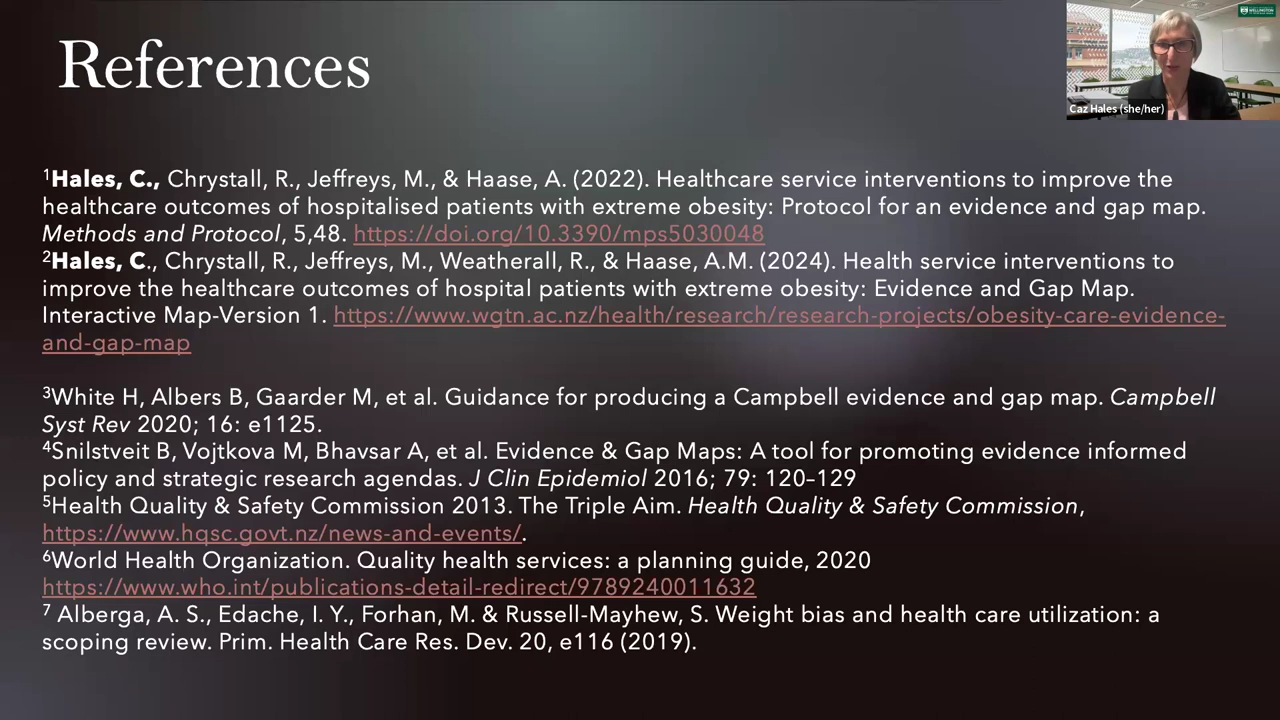 References
WELLINGTON
Caz Hales (she/her)
¹Hales, C., Chrystall, R., Jeffreys, M., & Haase, A. (2022). Healthcare service interventions to improve the
healthcare outcomes of hospitalised patients with extreme obesity: Protocol for an evidence and gap map.
Methods and Protocol, 5,48. https://doi.org/10.3390/mps5030048
²Hales, C., Chrystall, R., Jeffreys, M., Weatherall, R., & Haase, A.M. (2024). Health service interventions to
improve the healthcare outcomes of hospital patients with extreme obesity: Evidence and Gap Map.
Interactive Map-Version 1. https://www.wgtn.ac.nz/health/research/research-projects/obesity-care-evidence-
and-gap-map
³White H, Albers B, Gaarder M, et al. Guidance for producing a Campbell evidence and gap map. Campbell
Syst Rev 2020; 16: e1125.
⁴Snilstveit B, Vojtkova M, Bhavsar A, et al. Evidence & Gap Maps: A tool for promoting evidence informed
policy and strategic research agendas. J Clin Epidemiol 2016; 79: 120–129
⁵Health Quality & Safety Commission 2013. The Triple Aim. Health Quality & Safety Commission,
https://www.hqsc.govt.nz/news-and-events/.
⁶World Health Organization. Quality health services: a planning guide, 2020
https://www.who.int/publications-detail-redirect/9789240011632
⁷ Alberga, A. S., Edache, I. Y., Forhan, M. & Russell-Mayhew, S. Weight bias and health care utilization: a
scoping review. Prim. Health Care Res. Dev. 20, e116 (2019).